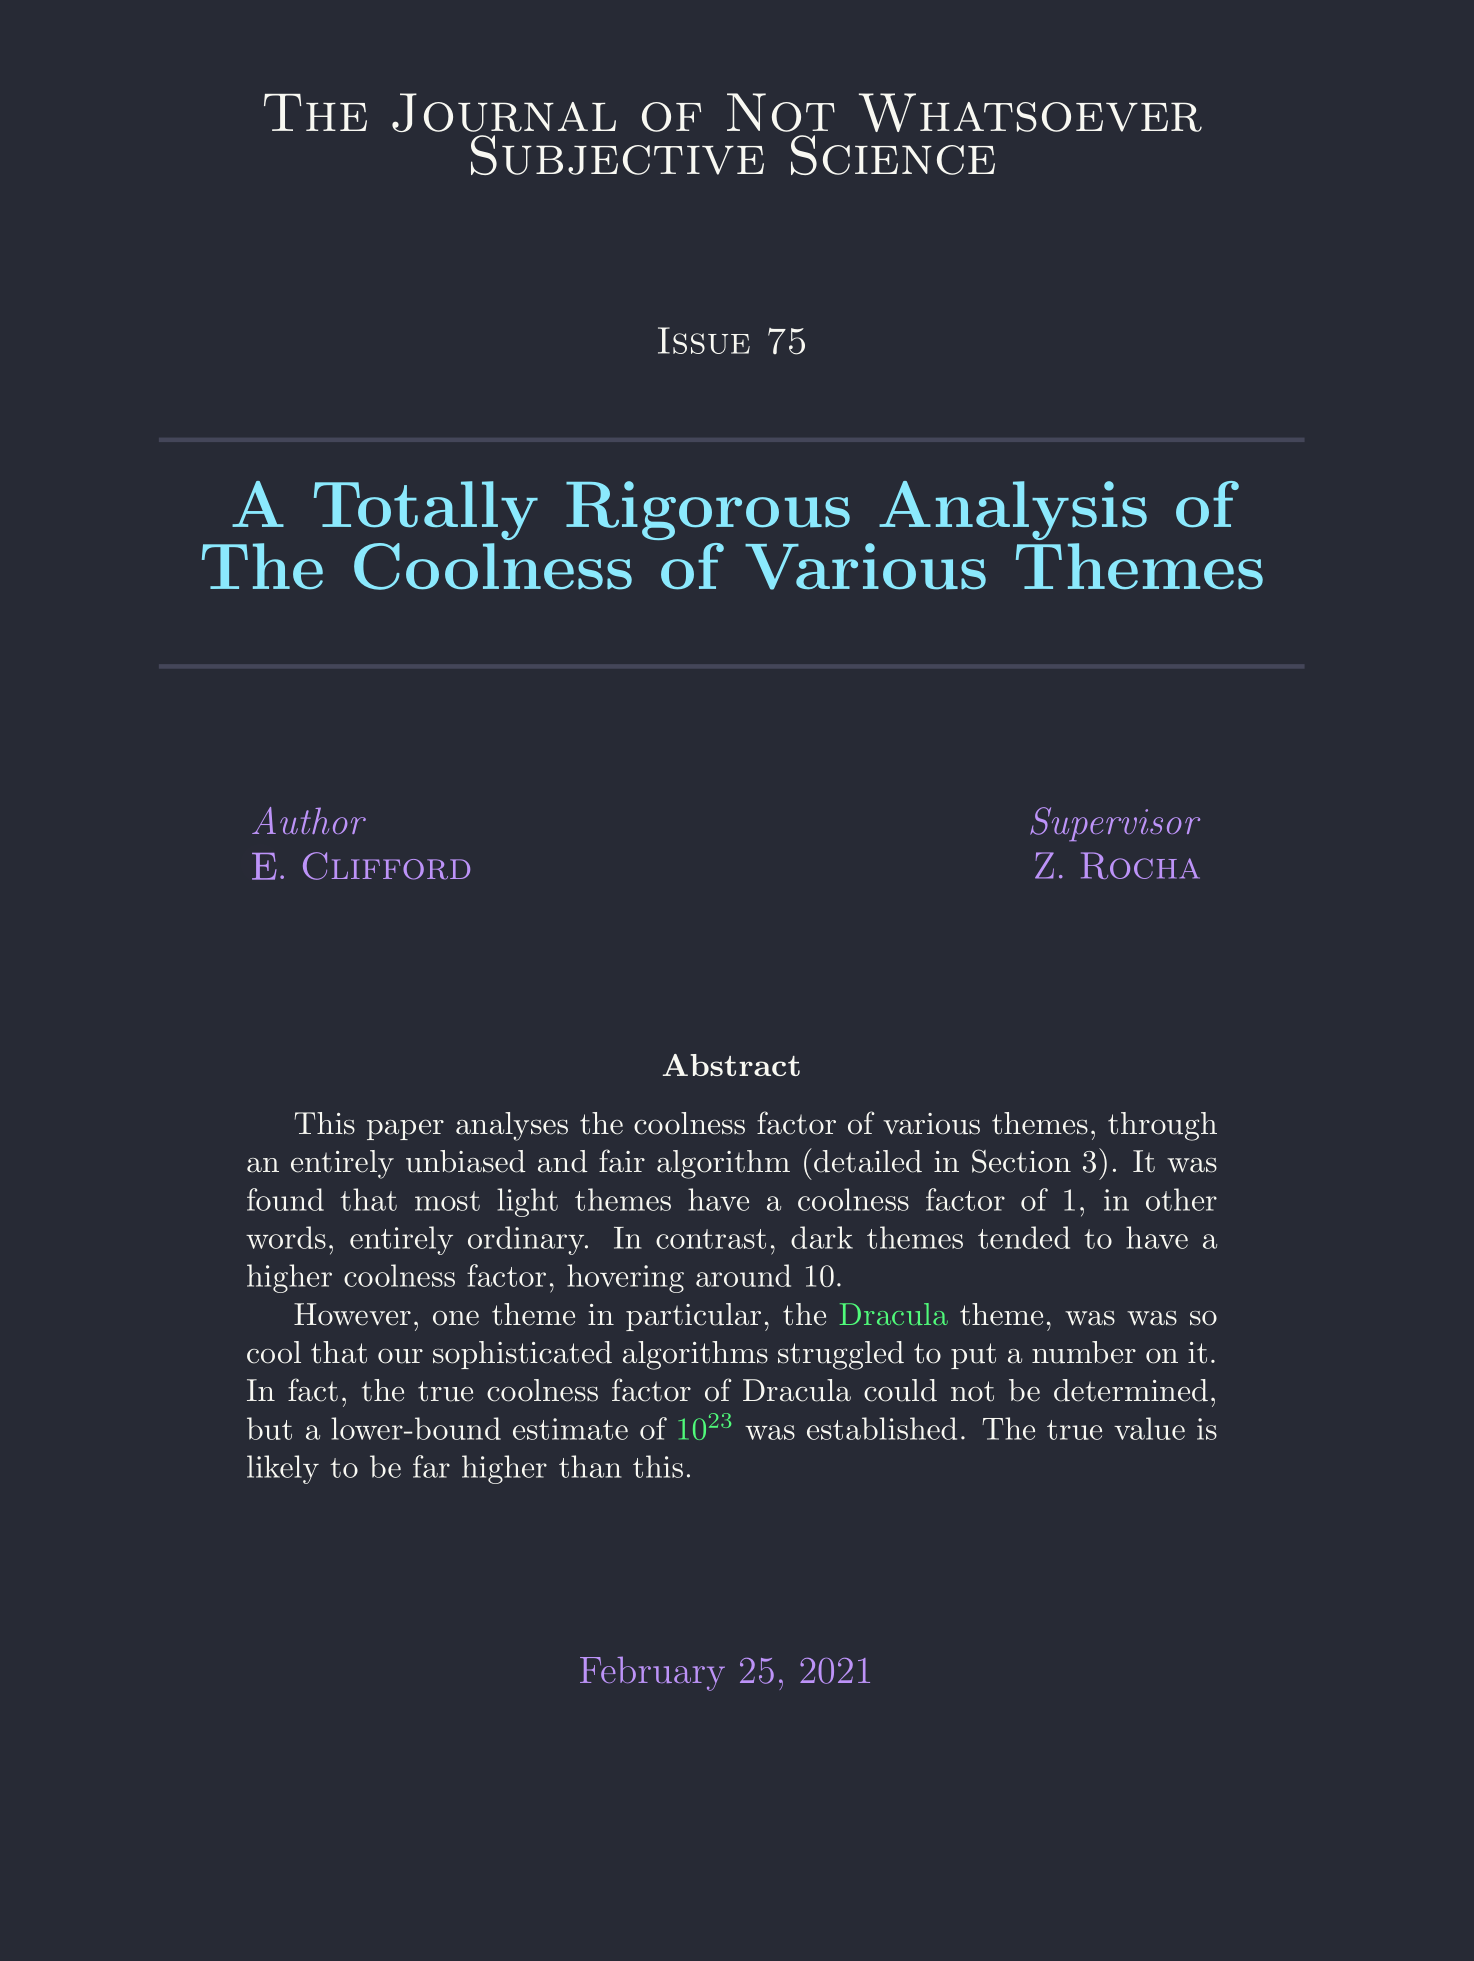 The Journal of Not Whatsoever
Subjective Science
Issue 75
A Totally Rigorous Analysis of
The Coolness of Various Themes
Author
E. Clifford
Supervisor
Z. Rocha
Abstract
This paper analyses the coolness factor of various themes, through
an entirely unbiased and fair algorithm (detailed in Section 3). It was
found that most light themes have a coolness factor of 1, in other
words, entirely ordinary. In contrast, dark themes tended to have a
higher coolness factor, hovering around 10.
However, one theme in particular, the Dracula theme, was was so
cool that our sophisticated algorithms struggled to put a number on it.
In fact, the true coolness factor of Dracula could not be determined,
but a lower-bound estimate of 10²³ was established. The true value is
likely to be far higher than this.
February 25, 2021